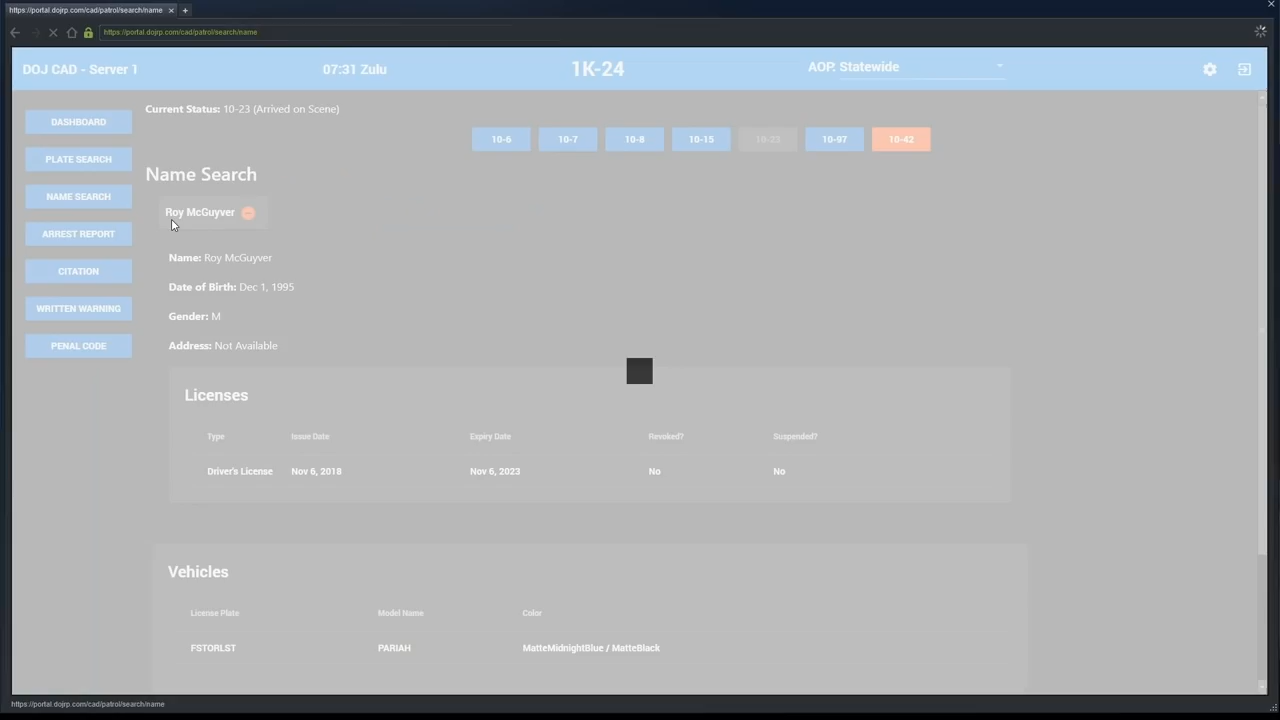 https://portal.dojrp.com/cad/patrol/search/name
https://portal.dojrp.com/cad/patrol/search/name
DOJ CAD - Server 1 07:31 Zulu 1K-24 AOP: Statewide
Current Status: 10-23 (Arrived on Scene)
DASHBOARD
10-6 10-7 10-8 10-15 10-23 10-97 10-42
PLATE SEARCH
Name Search
NAME SEARCH
Roy McGuyver
ARREST REPORT
Name: Roy McGuyver
CITATION
Date of Birth: Dec 1, 1995
WRITTEN WARNING
Gender: M
PENAL CODE
Address: Not Available
Licenses
Type Issue Date Expiry Date Revoked? Suspended?
Driver's License Nov 6, 2018 Nov 6, 2023 No No
Vehicles
License Plate Model Name Color
FSTORLST PARIAH MatteMidnightBlue / MatteBlack
https://portal.dojrp.com/cad/patrol/search/name